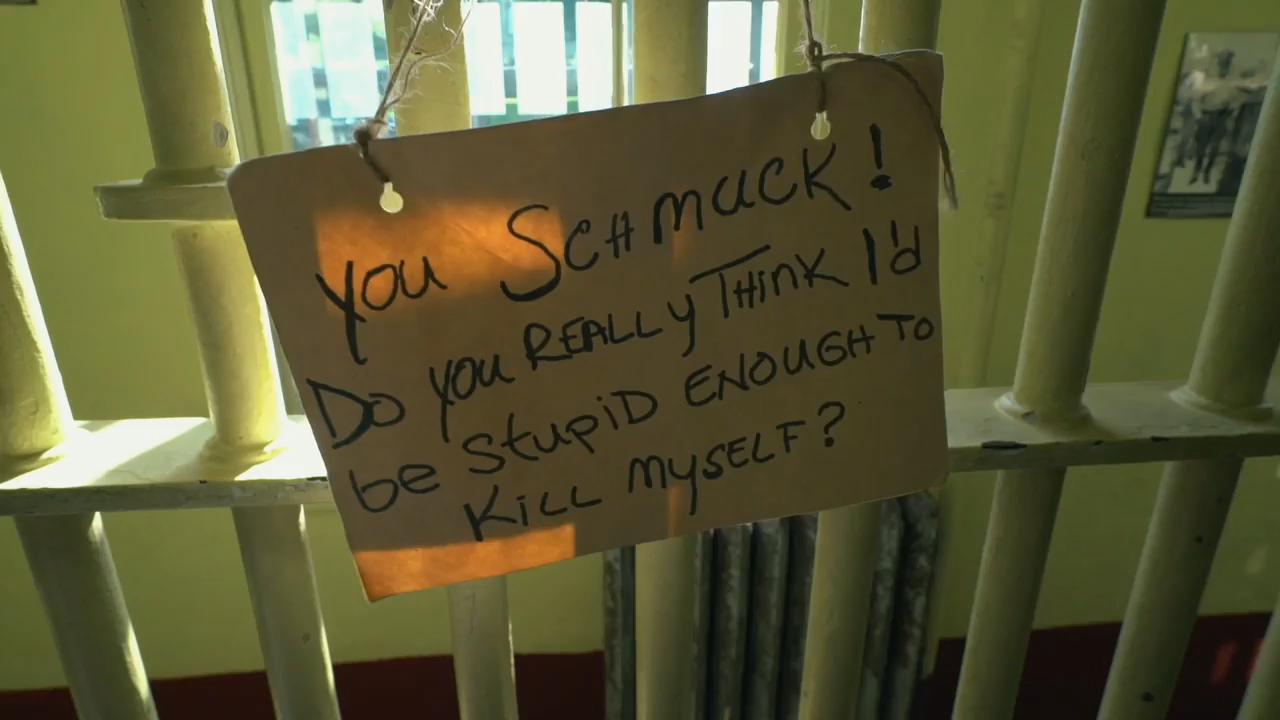 you SCHMUCK!
Do you REALLY THINK I'd
be StupiD ENOUGH TO
KiLL MySELF?